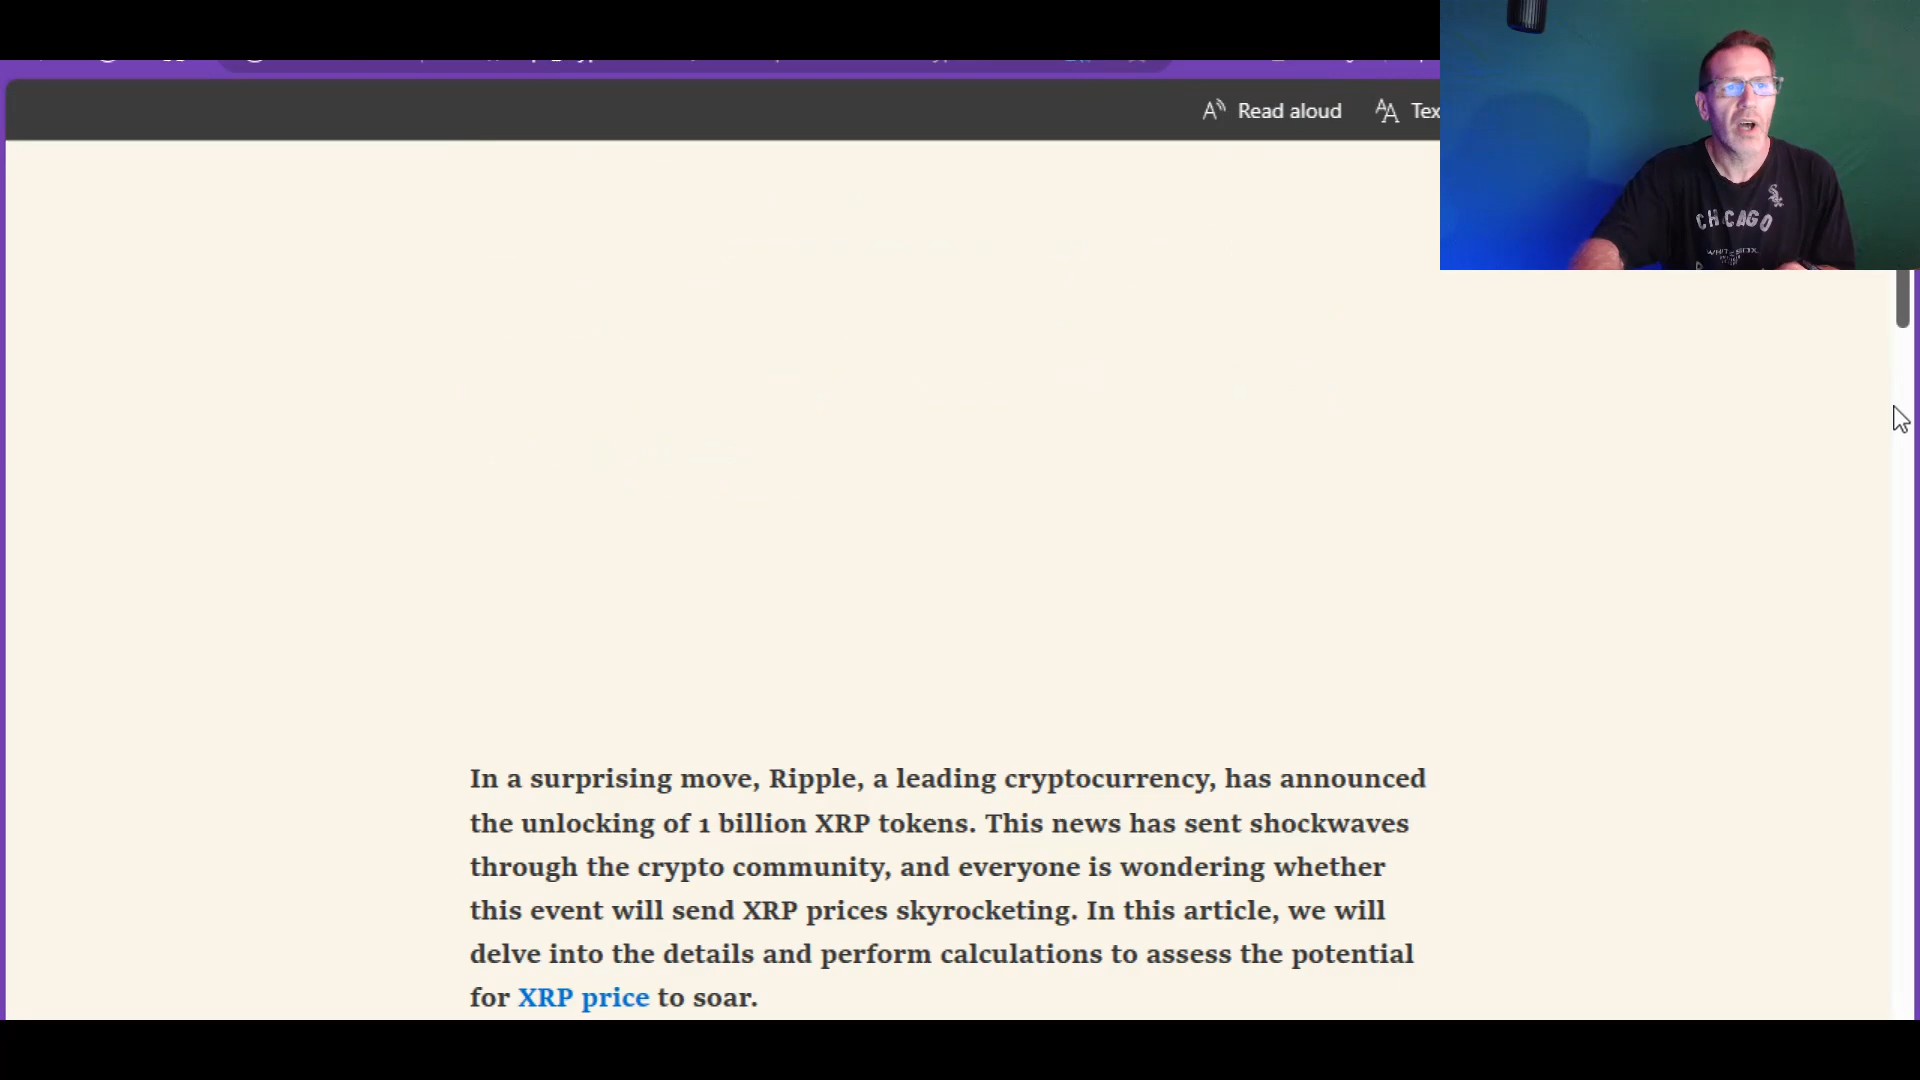 Read aloud
Tex
CHICAGO
WHITE SOX
In a surprising move, Ripple, a leading cryptocurrency, has announced
the unlocking of 1 billion XRP tokens. This news has sent shockwaves
through the crypto community, and everyone is wondering whether
this event will send XRP prices skyrocketing. In this article, we will
delve into the details and perform calculations to assess the potential
for XRP price to soar.